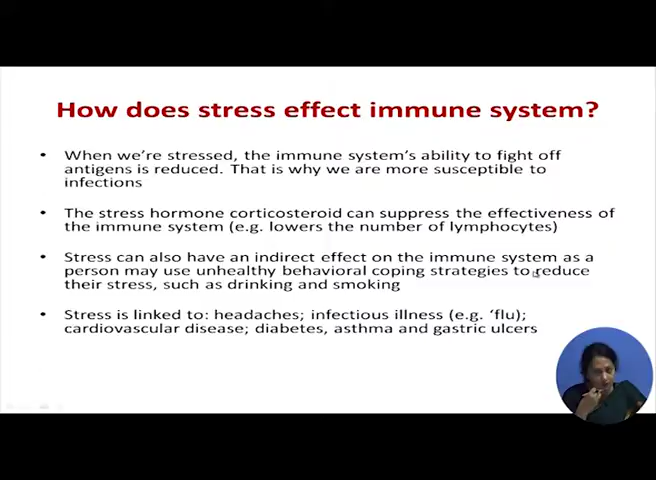 How does stress effect immune system?
• When we're stressed, the immune system's ability to fight off
antigens is reduced. That is why we are more susceptible to
infections
• The stress hormone corticosteroid can suppress the effectiveness of
the immune system (e.g. lowers the number of lymphocytes)
• Stress can also have an indirect effect on the immune system as a
person may use unhealthy behavioral coping strategies to reduce
their stress, such as drinking and smoking
• Stress is linked to: headaches; infectious illness (e.g. 'flu);
cardiovascular disease; diabetes, asthma and gastric ulcers